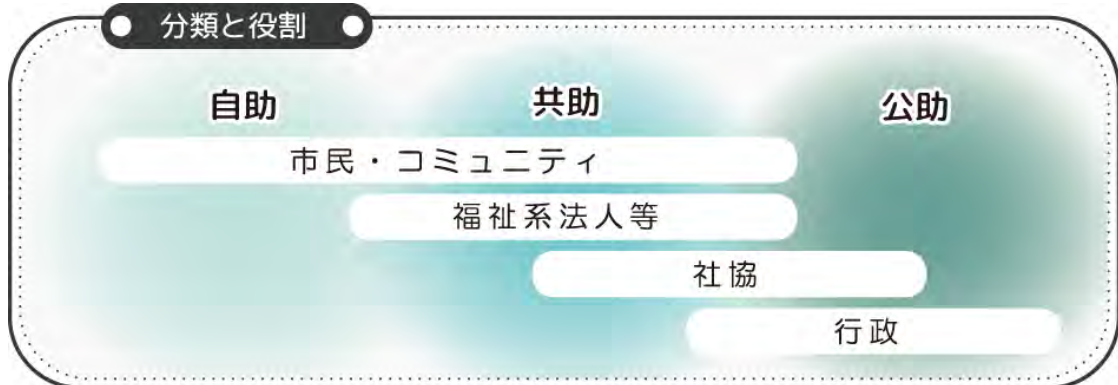 分類と役割
自助 共助 公助
市民・コミュニティ
福祉系法人等
社協
行政